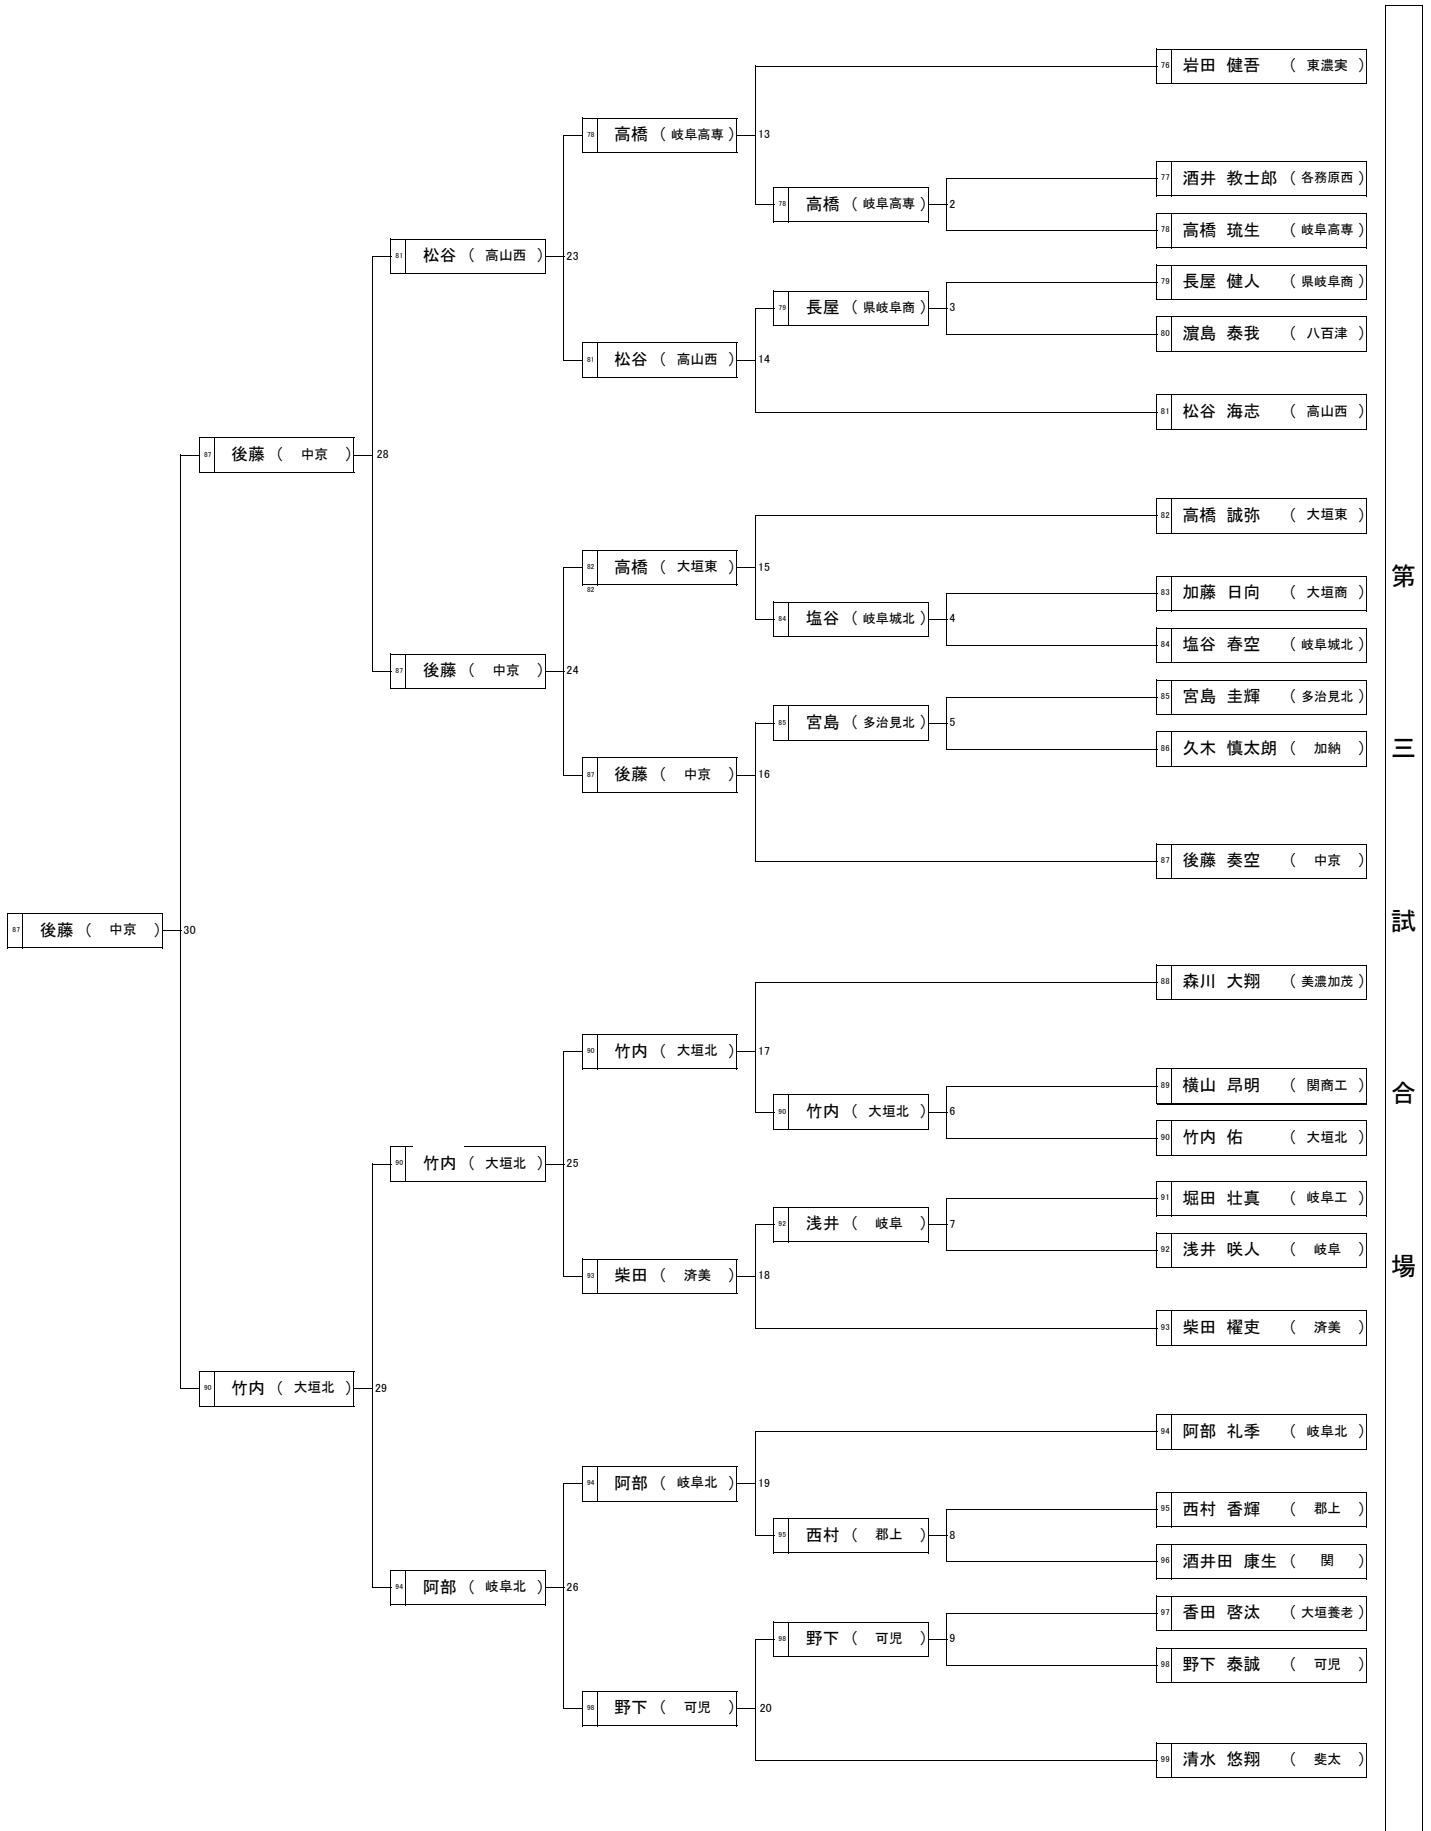 76 岩田 健吾 （ 東濃実 ）
78 高橋 （ 岐阜高専 ） 13
77 酒井 教士郎 （ 各務原西 ）
78 高橋 （ 岐阜高専 ） 2
78 高橋 琉生 （ 岐阜高専 ）
81 松谷 （ 高山西 ） 23
79 長屋 健人 （ 県岐阜商 ）
79 長屋 （ 県岐阜商 ） 3
80 濵島 泰我 （ 八百津 ）
81 松谷 （ 高山西 ） 14
81 松谷 海志 （ 高山西 ）
87 後藤 （ 中京 ） 28
82 高橋 誠弥 （ 大垣東 ）
82 高橋 （ 大垣東 ） 15
82
83 加藤 日向 （ 大垣商 ）
84 塩谷 （ 岐阜城北 ） 4
84 塩谷 春空 （ 岐阜城北 ）
87 後藤 （ 中京 ） 24
85 宮島 圭輝 （ 多治見北 ）
85 宮島 （ 多治見北 ） 5
86 久木 慎太朗 （ 加納 ）
87 後藤 （ 中京 ） 16
87 後藤 奏空 （ 中京 ）
87 後藤 （ 中京 ） 30
88 森川 大翔 （ 美濃加茂 ）
90 竹内 （ 大垣北 ） 17
89 横山 昂明 （ 関商工 ）
90 竹内 （ 大垣北 ） 6
90 竹内 佑 （ 大垣北 ）
90 竹内 （ 大垣北 ） 25
91 堀田 壮真 （ 岐阜工 ）
92 浅井 （ 岐阜 ） 7
92 浅井 咲人 （ 岐阜 ）
93 柴田 （ 済美 ） 18
93 柴田 櫂吏 （ 済美 ）
90 竹内 （ 大垣北 ） 29
94 阿部 礼季 （ 岐阜北 ）
94 阿部 （ 岐阜北 ） 19
95 西村 香輝 （ 郡上 ）
95 西村 （ 郡上 ） 8
96 酒井田 康生 （ 関 ）
94 阿部 （ 岐阜北 ） 26
97 香田 啓汰 （ 大垣養老 ）
98 野下 （ 可児 ） 9
98 野下 泰誠 （ 可児 ）
98 野下 （ 可児 ） 20
99 清水 悠翔 （ 斐太 ）
第三試合場